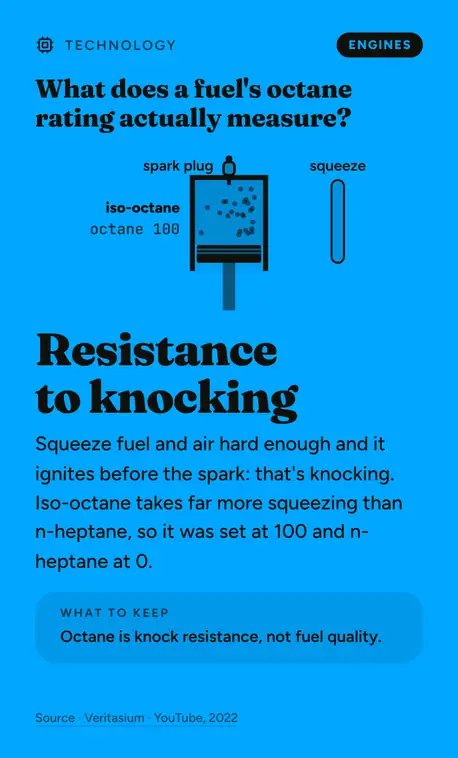 TECHNOLOGY
ENGINES
What does a fuel's octane
rating actually measure?
spark plug
squeeze
iso-octane
octane 100
Resistance
to knocking
Squeeze fuel and air hard enough and it
ignites before the spark: that's knocking.
Iso-octane takes far more squeezing than
n-heptane, so it was set at 100 and n-
heptane at 0.
WHAT TO KEEP
Octane is knock resistance, not fuel quality.
Source · Veritasium · YouTube, 2022